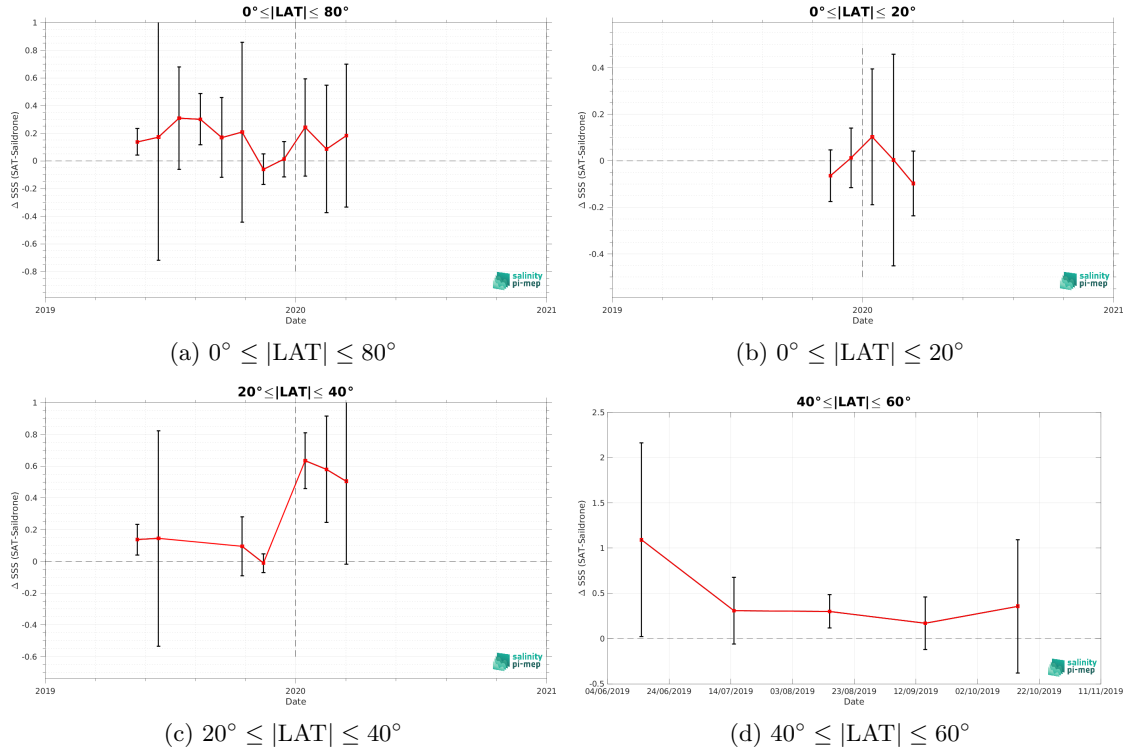 0°≤|LAT|≤ 80°
1
0.8
0.6
0.4
0.2
0
-0.2
-0.4
-0.6
-0.8
Δ SSS (SAT-Saildrone)
2019
2020
2021
Date
salinity
pi-mep
(a) 0° ≤ |LAT| ≤ 80°
0°≤|LAT|≤ 20°
0.4
0.2
0
-0.2
-0.4
Δ SSS (SAT-Saildrone)
2019
2020
2021
Date
salinity
pi-mep
(b) 0° ≤ |LAT| ≤ 20°
20°≤|LAT|≤ 40°
1
0.8
0.6
0.4
0.2
0
-0.2
-0.4
-0.6
Δ SSS (SAT-Saildrone)
2019
2020
2021
Date
salinity
pi-mep
(c) 20° ≤ |LAT| ≤ 40°
40°≤|LAT|≤ 60°
2.5
2
1.5
1
0.5
0
-0.5
Δ SSS (SAT-Saildrone)
04/06/2019
24/06/2019
14/07/2019
03/08/2019
23/08/2019
12/09/2019
02/10/2019
22/10/2019
11/11/2019
Date
salinity
pi-mep
(d) 40° ≤ |LAT| ≤ 60°